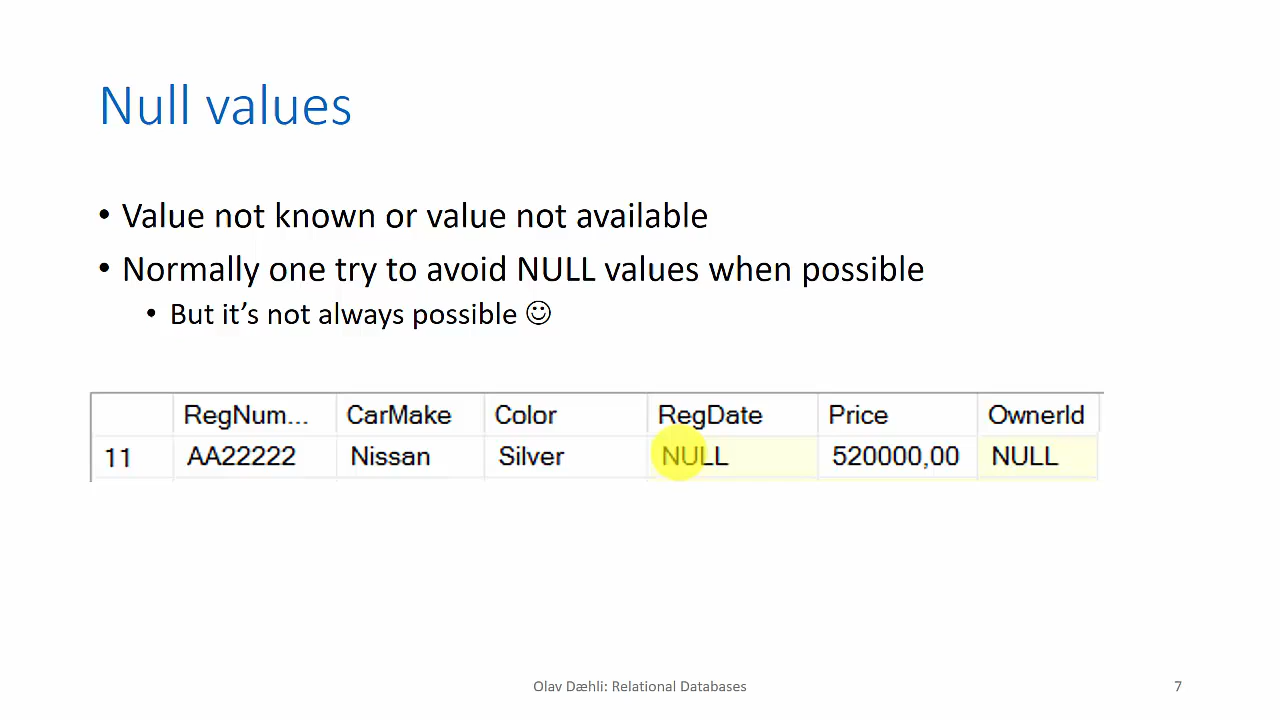 Null values
• Value not known or value not available
• Normally one try to avoid NULL values when possible
• But it's not always possible ☺
RegNum... CarMake Color RegDate Price OwnerId
11 AA22222 Nissan Silver NULL 520000,00 NULL
Olav Dæhli: Relational Databases 7